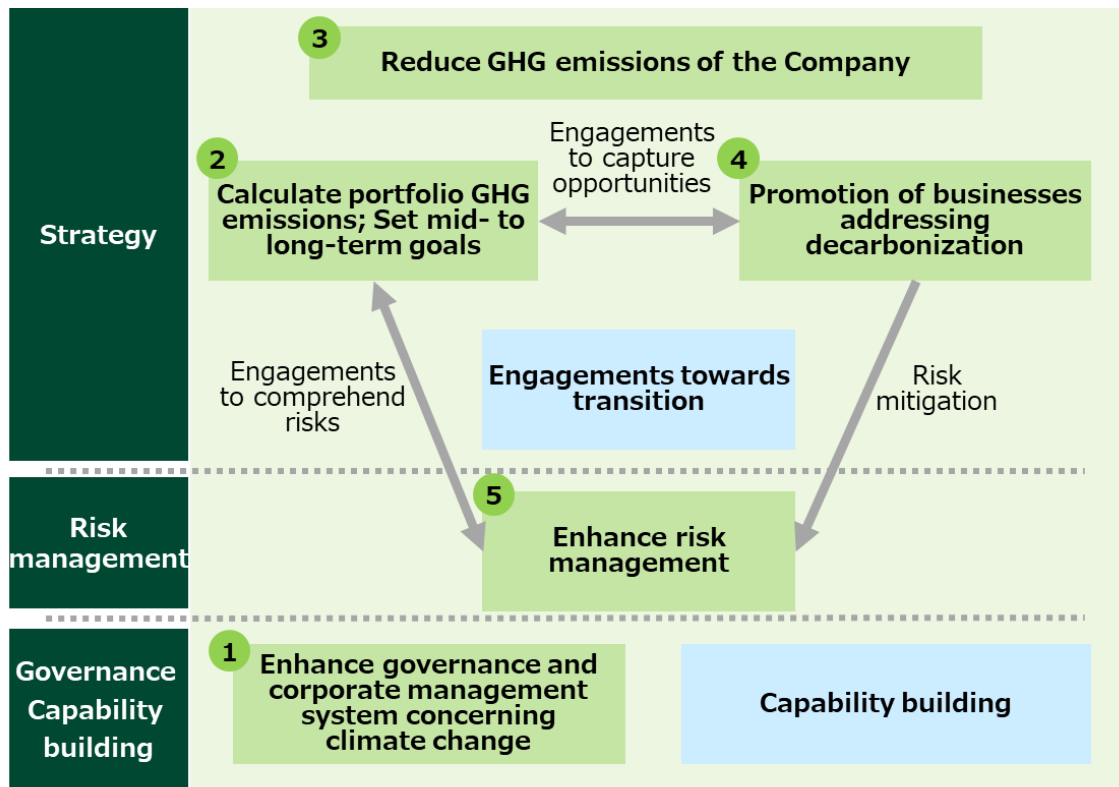 Strategy
3
Reduce GHG emissions of the Company
2
Calculate portfolio GHG
emissions; Set mid- to
long-term goals
Engagements
to capture
opportunities
4
Promotion of businesses
addressing
decarbonization
Engagements
to comprehend
risks
Engagements towards
transition
Risk
mitigation
Risk
management
5
Enhance risk
management
Governance
Capability
building
1
Enhance governance and
corporate management
system concerning
climate change
Capability building